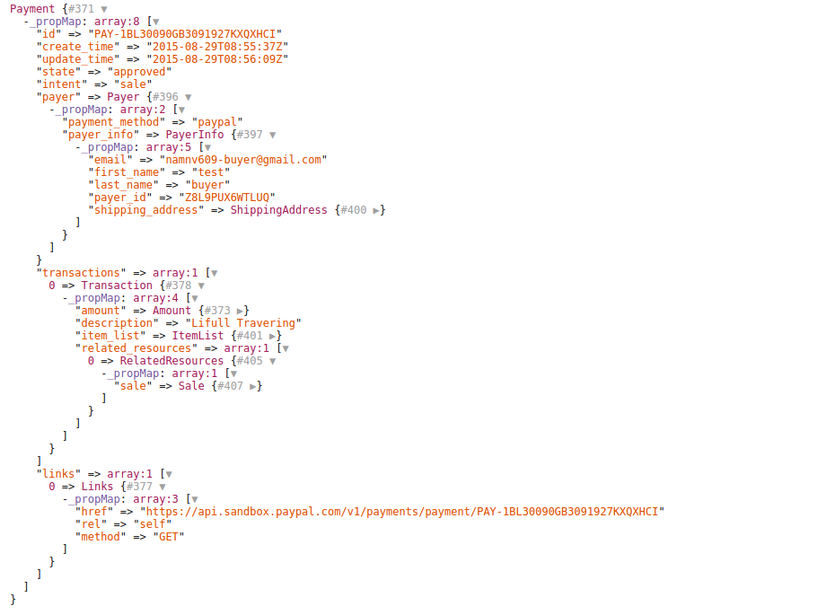 Payment {#371 ▼
  -_propMap: array:8 [▼
    "id" => "PAY-1BL30090GB3091927KXQXHCI"
    "create_time" => "2015-08-29T08:55:37Z"
    "update_time" => "2015-08-29T08:56:09Z"
    "state" => "approved"
    "intent" => "sale"
    "payer" => Payer {#396 ▼
      -_propMap: array:2 [▼
        "payment_method" => "paypal"
        "payer_info" => PayerInfo {#397 ▼
          -_propMap: array:5 [▼
            "email" => "namnv609-buyer@gmail.com"
            "first_name" => "test"
            "last_name" => "buyer"
            "payer_id" => "Z8L9PUX6WTLUQ"
            "shipping_address" => ShippingAddress {#400 ▶}
          ]
        }
      ]
    }
    "transactions" => array:1 [▼
      0 => Transaction {#378 ▼
        -_propMap: array:4 [▼
          "amount" => Amount {#373 ▶}
          "description" => "Lifull Travering"
          "item_list" => ItemList {#401 ▶}
          "related_resources" => array:1 [▼
            0 => RelatedResources {#405 ▼
              -_propMap: array:1 [▼
                "sale" => Sale {#407 ▶}
              ]
            }
          ]
        ]
      }
    ]
    "links" => array:1 [▼
      0 => Links {#377 ▼
        -_propMap: array:3 [▼
          "href" => "https://api.sandbox.paypal.com/v1/payments/payment/PAY-1BL30090GB3091927KXQXHCI"
          "rel" => "self"
          "method" => "GET"
        ]
      }
    ]
  ]
}